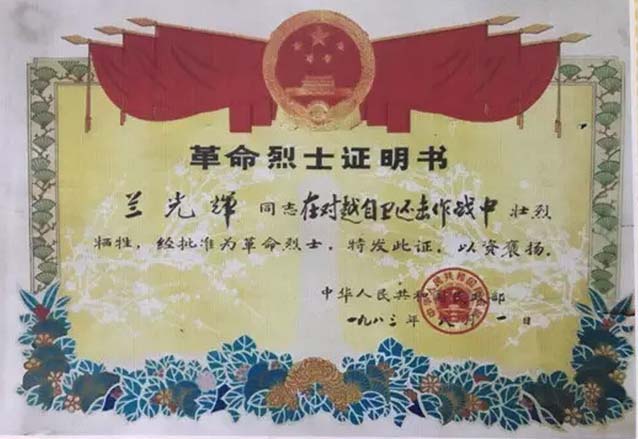 革命烈士证明书
兰光辉同志在对越自卫还击作战中壮烈
牺牲，经批准为革命烈士，特发此证，以资褒扬。
中华人民共和国民政部
一九八三年 月一日